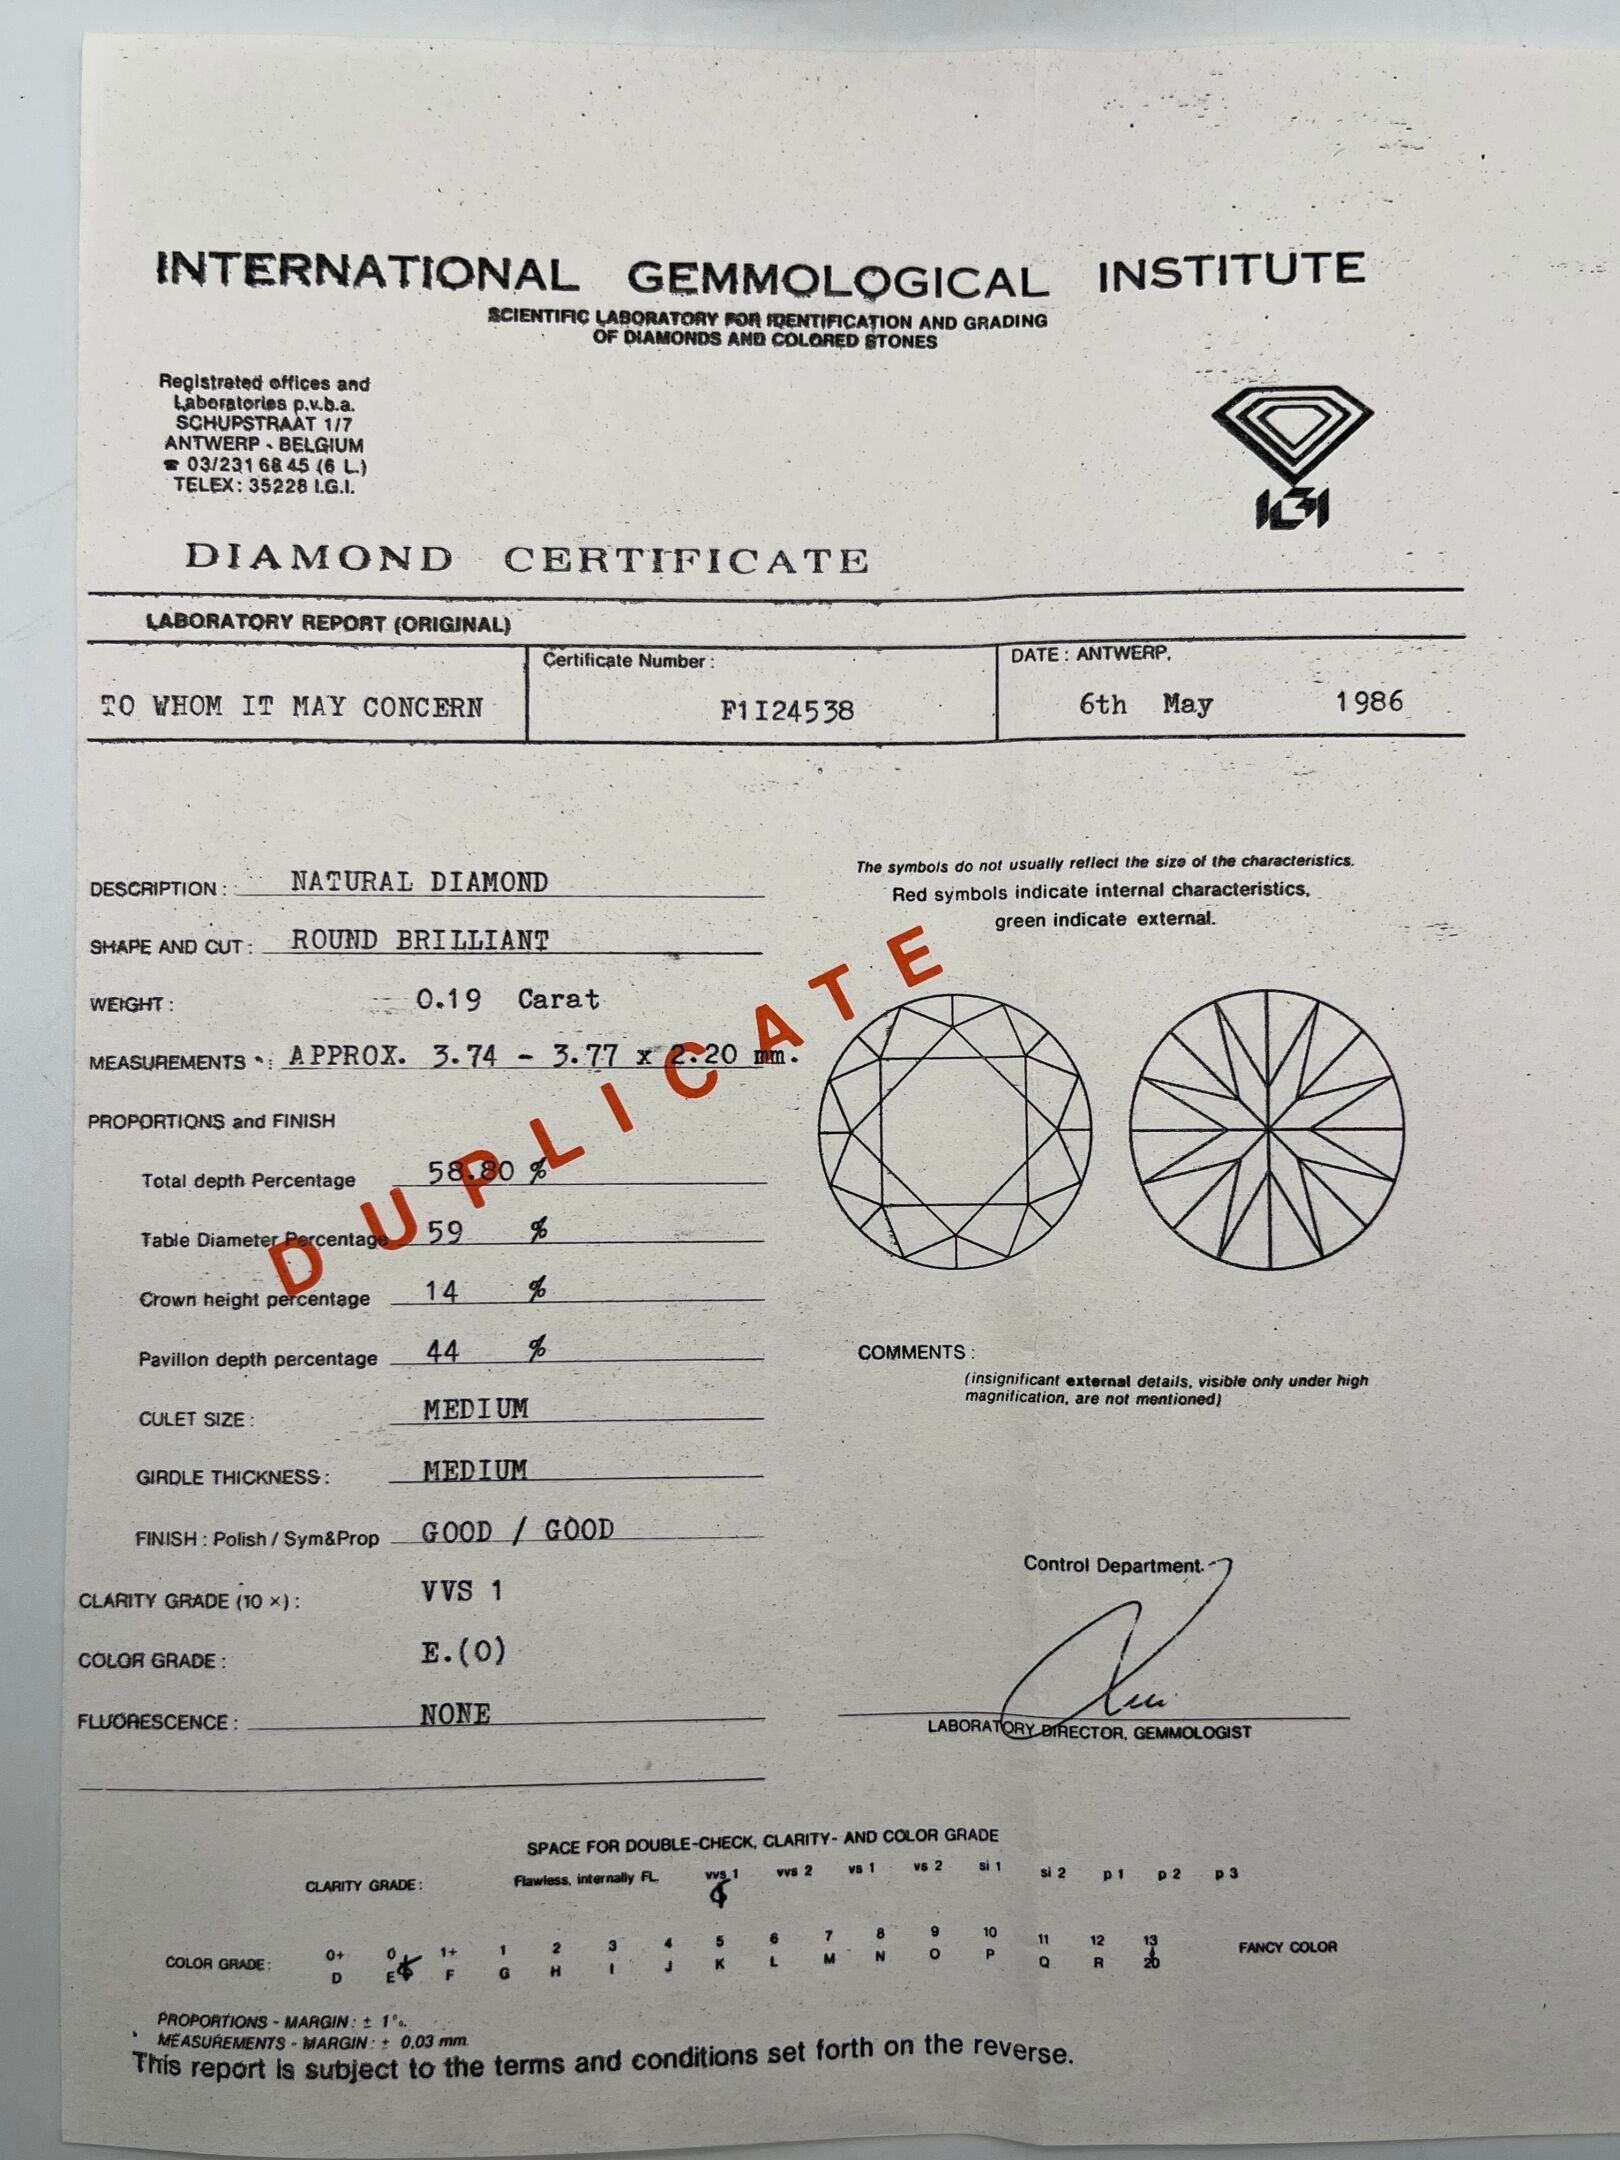 INTERNATIONAL GEMMOLOGICAL INSTITUTE
SCIENTIFIC LABORATORY FOR IDENTIFICATION AND GRADING
OF DIAMONDS AND COLORED STONES
Registrated offices and
Laboratories p.v.b.a.
SCHUPSTRAAT 1/7
ANTWERP - BELGIUM
☎ 03/231 68 45 (6 L.)
TELEX: 35228 I.G.I.
IGI
DIAMOND CERTIFICATE
LABORATORY REPORT (ORIGINAL)
TO WHOM IT MAY CONCERN
Certificate Number :
F1I24538
DATE : ANTWERP,
6th May 1986
DESCRIPTION : NATURAL DIAMOND
SHAPE AND CUT : ROUND BRILLIANT
WEIGHT : 0.19 Carat
MEASUREMENTS * : APPROX. 3.74 - 3.77 x 2.20 mm.
PROPORTIONS and FINISH
Total depth Percentage 58.80 %
Table Diameter Percentage 59 %
Crown height percentage 14 %
Pavillon depth percentage 44 %
CULET SIZE : MEDIUM
GIRDLE THICKNESS : MEDIUM
FINISH : Polish / Sym&Prop GOOD / GOOD
CLARITY GRADE (10 ×) : VVS 1
COLOR GRADE : E.(0)
FLUORESCENCE : NONE
DUPLICATE
The symbols do not usually reflect the size of the characteristics.
Red symbols indicate internal characteristics,
green indicate external.
COMMENTS :
(insignificant external details, visible only under high
magnification, are not mentioned)
Control Department.
LABORATORY DIRECTOR, GEMMOLOGIST
SPACE FOR DOUBLE-CHECK, CLARITY- AND COLOR GRADE
CLARITY GRADE : Flawless, internally FL. vvs 1 vvs 2 vs 1 vs 2 si 1 si 2 p 1 p 2 p 3
0+ 0 1+ 1 2 3 4 5 6 7 8 9 10 11 12 13
COLOR GRADE : FANCY COLOR
D E F G H I J K L M N O P Q R 20
PROPORTIONS - MARGIN : ± 1%.
* MEASUREMENTS - MARGIN : ± 0.03 mm
This report is subject to the terms and conditions set forth on the reverse.